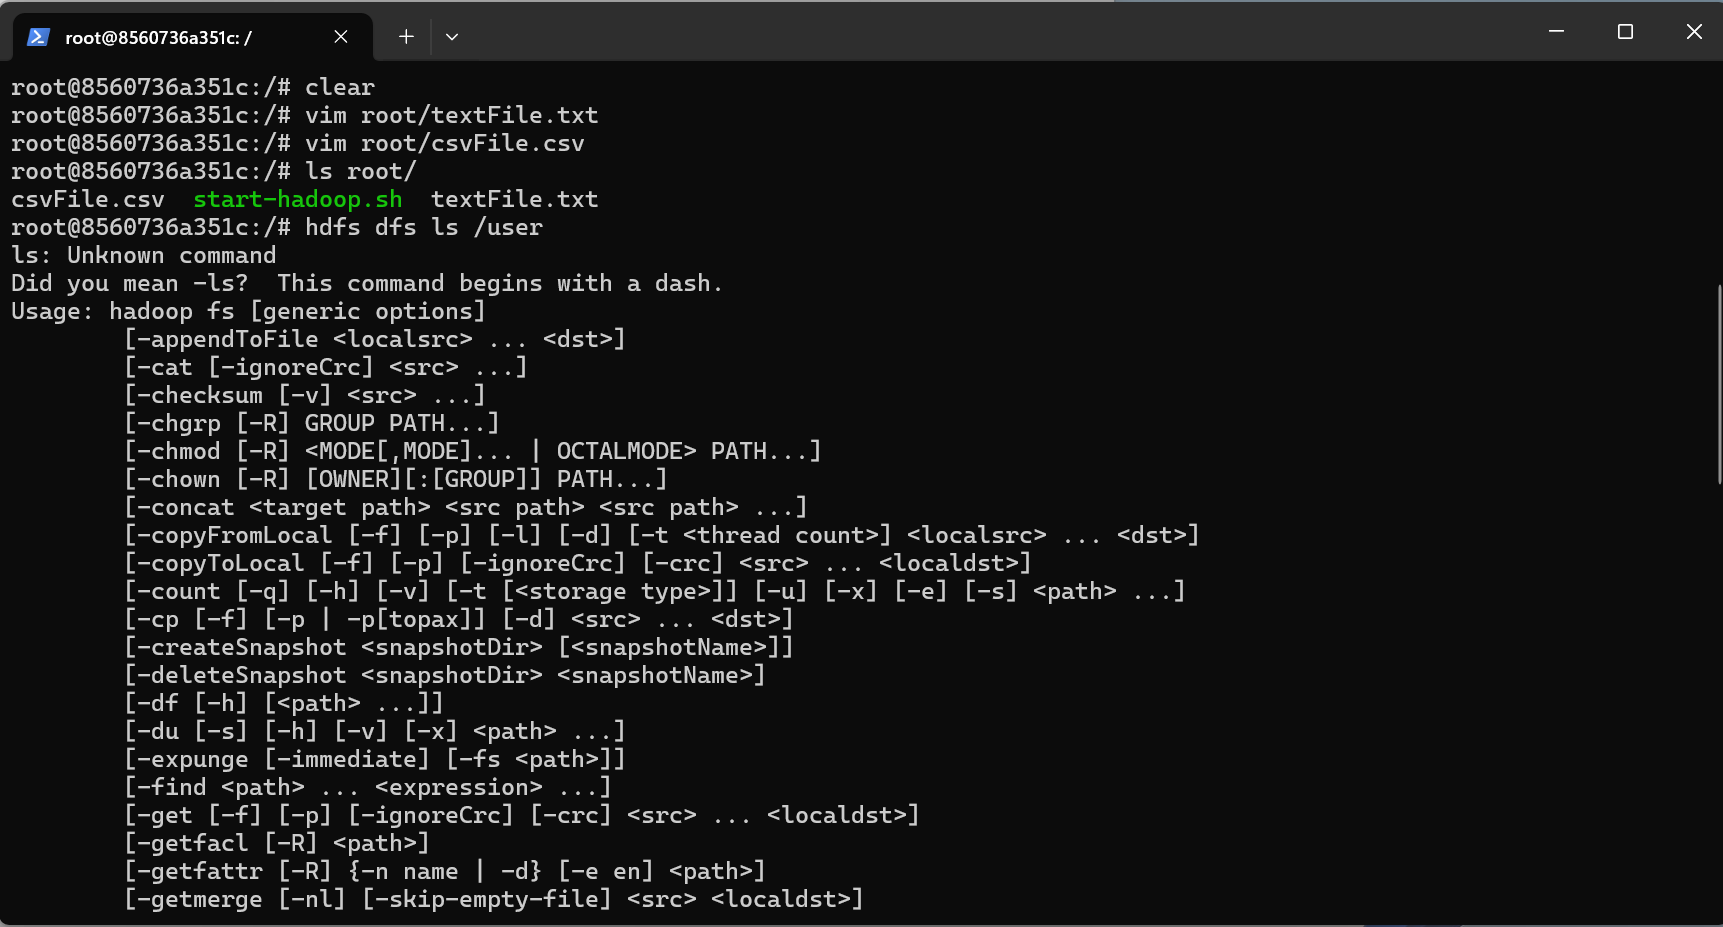 root@8560736a351c: /
root@8560736a351c:/# clear
root@8560736a351c:/# vim root/textFile.txt
root@8560736a351c:/# vim root/csvFile.csv
root@8560736a351c:/# ls root/
csvFile.csv  start-hadoop.sh  textFile.txt
root@8560736a351c:/# hdfs dfs ls /user
ls: Unknown command
Did you mean -ls?  This command begins with a dash.
Usage: hadoop fs [generic options]
        [-appendToFile <localsrc> ... <dst>]
        [-cat [-ignoreCrc] <src> ...]
        [-checksum [-v] <src> ...]
        [-chgrp [-R] GROUP PATH...]
        [-chmod [-R] <MODE[,MODE]... | OCTALMODE> PATH...]
        [-chown [-R] [OWNER][:[GROUP]] PATH...]
        [-concat <target path> <src path> <src path> ...]
        [-copyFromLocal [-f] [-p] [-l] [-d] [-t <thread count>] <localsrc> ... <dst>]
        [-copyToLocal [-f] [-p] [-ignoreCrc] [-crc] <src> ... <localdst>]
        [-count [-q] [-h] [-v] [-t [<storage type>]] [-u] [-x] [-e] [-s] <path> ...]
        [-cp [-f] [-p | -p[topax]] [-d] <src> ... <dst>]
        [-createSnapshot <snapshotDir> [<snapshotName>]]
        [-deleteSnapshot <snapshotDir> <snapshotName>]
        [-df [-h] [<path> ...]]
        [-du [-s] [-h] [-v] [-x] <path> ...]
        [-expunge [-immediate] [-fs <path>]]
        [-find <path> ... <expression> ...]
        [-get [-f] [-p] [-ignoreCrc] [-crc] <src> ... <localdst>]
        [-getfacl [-R] <path>]
        [-getfattr [-R] {-n name | -d} [-e en] <path>]
        [-getmerge [-nl] [-skip-empty-file] <src> <localdst>]